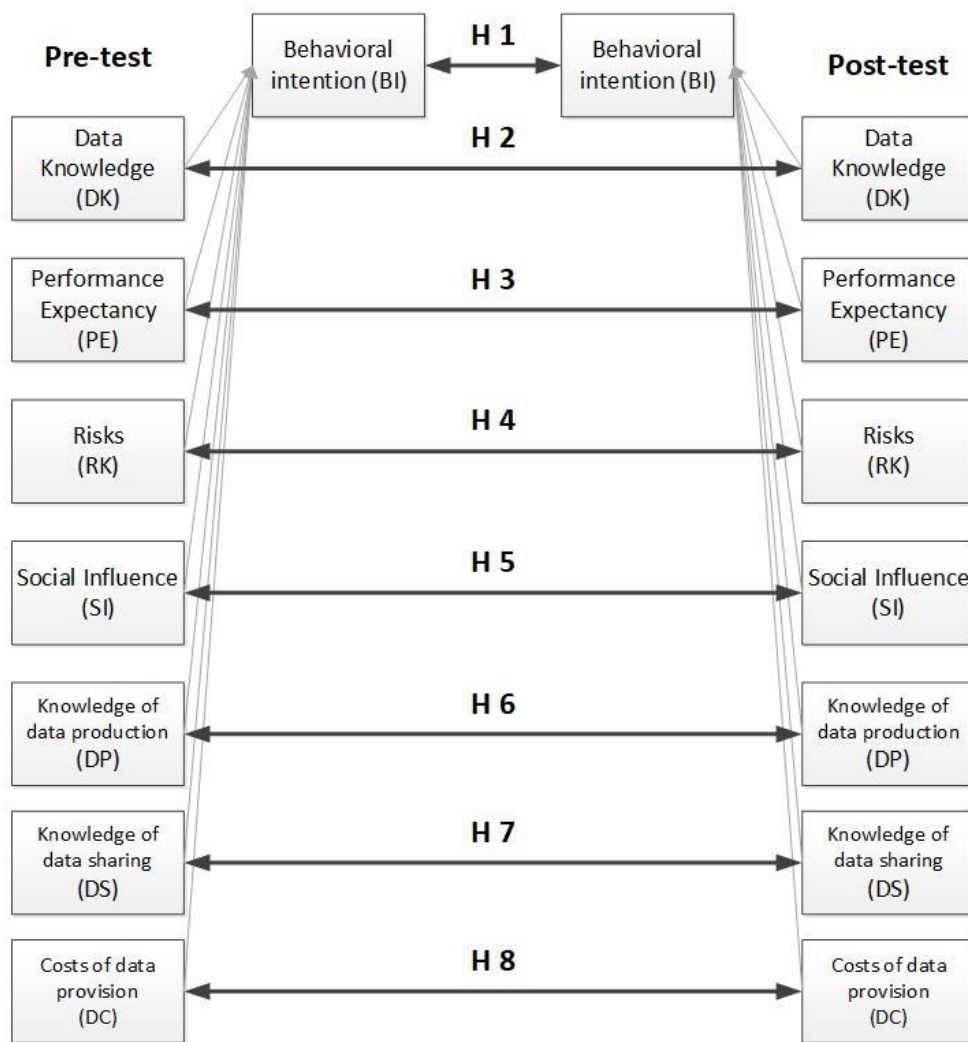 Pre-test
Behavioral
intention (BI)
H 1
Behavioral
intention (BI)
Post-test
Data
Knowledge
(DK)
H 2
Data
Knowledge
(DK)
Performance
Expectancy
(PE)
H 3
Performance
Expectancy
(PE)
Risks
(RK)
H 4
Risks
(RK)
Social Influence
(SI)
H 5
Social Influence
(SI)
Knowledge of
data production
(DP)
H 6
Knowledge of
data production
(DP)
Knowledge of
data sharing
(DS)
H 7
Knowledge of
data sharing
(DS)
Costs of data
provision
(DC)
H 8
Costs of data
provision
(DC)